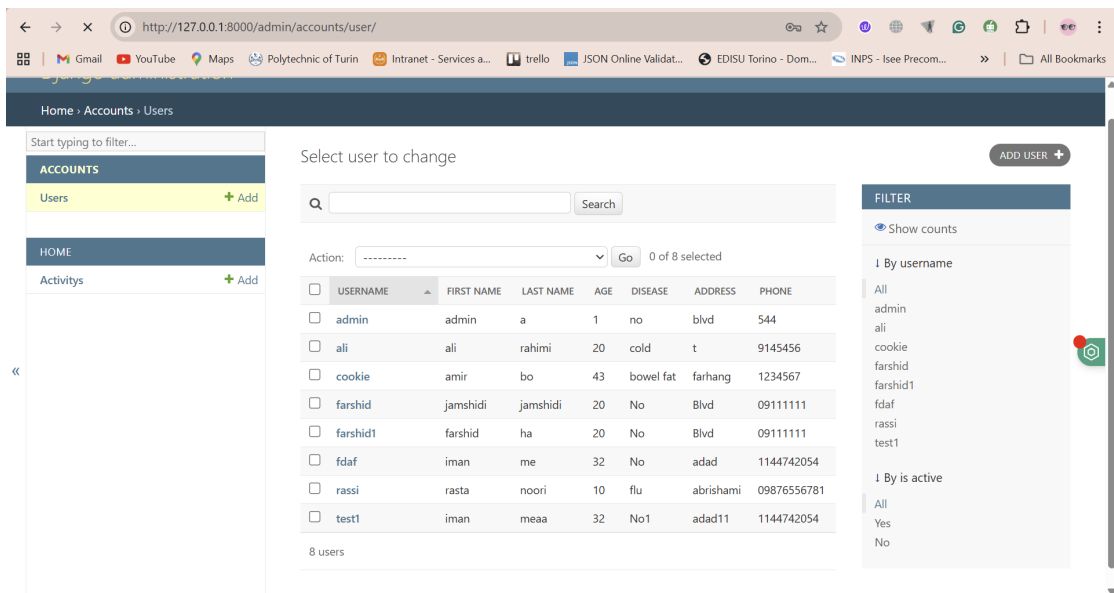 http://127.0.0.1:8000/admin/accounts/user/
Gmail YouTube Maps Polytechnic of Turin Intranet - Services a... trello JSON Online Validat... EDISU Torino - Dom... INPS - Isee Precom... » All Bookmarks
Django administration
Home › Accounts › Users
Start typing to filter...
ACCOUNTS
Users + Add
HOME
Activitys + Add
«
Select user to change
ADD USER +
Search
Action: --------- Go 0 of 8 selected
USERNAME FIRST NAME LAST NAME AGE DISEASE ADDRESS PHONE
admin admin a 1 no blvd 544
ali ali rahimi 20 cold t 9145456
cookie amir bo 43 bowel fat farhang 1234567
farshid jamshidi jamshidi 20 No Blvd 09111111
farshid1 farshid ha 20 No Blvd 09111111
fdaf iman me 32 No adad 1144742054
rassi rasta noori 10 flu abrishami 09876556781
test1 iman meaa 32 No1 adad11 1144742054
8 users
FILTER
Show counts
↓ By username
All
admin
ali
cookie
farshid
farshid1
fdaf
rassi
test1
↓ By is active
All
Yes
No